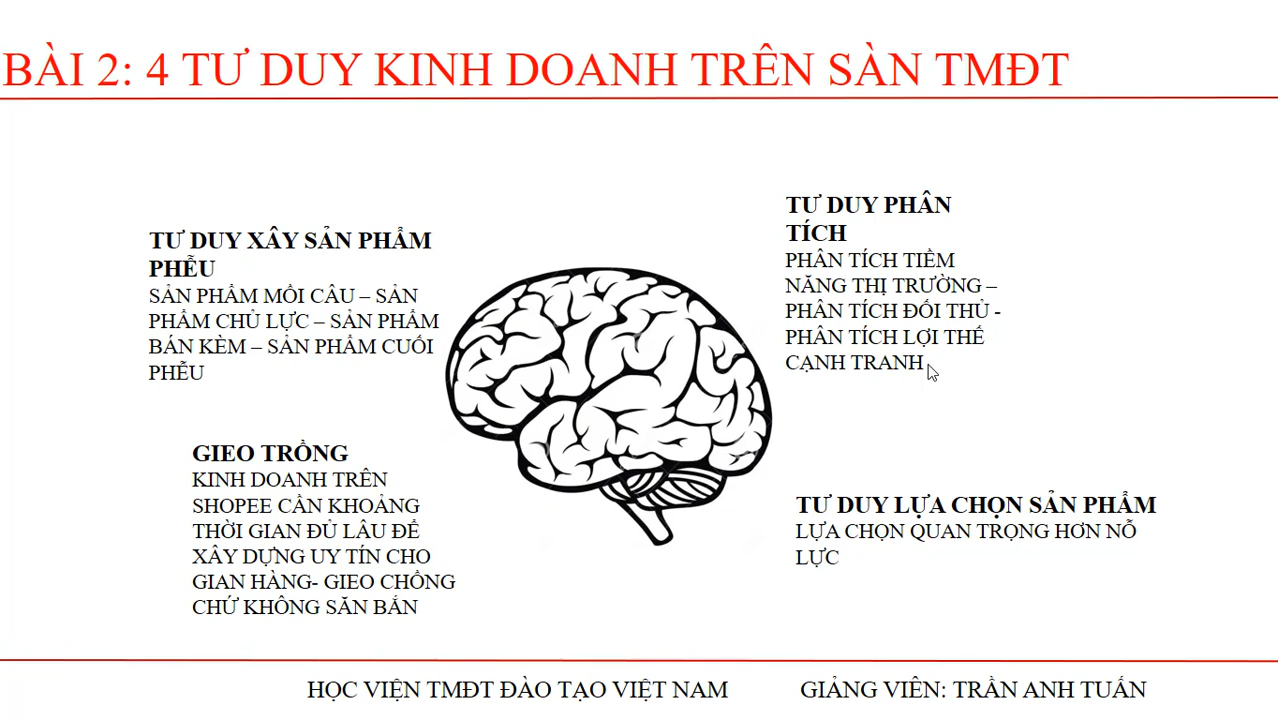 BÀI 2: 4 TƯ DUY KINH DOANH TRÊN SÀN TMĐT
TƯ DUY XÂY SẢN PHẨM
PHỄU
SẢN PHẨM MỒI CÂU – SẢN
PHẨM CHỦ LỰC – SẢN PHẨM
BÁN KÈM – SẢN PHẨM CUỐI
PHỄU
TƯ DUY PHÂN
TÍCH
PHÂN TÍCH TIỀM
NĂNG THỊ TRƯỜNG –
PHÂN TÍCH ĐỐI THỦ -
PHÂN TÍCH LỢI THẾ
CẠNH TRANH
GIEO TRỒNG
KINH DOANH TRÊN
SHOPEE CẦN KHOẢNG
THỜI GIAN ĐỦ LÂU ĐỂ
XÂY DỰNG UY TÍN CHO
GIAN HÀNG- GIEO CHỒNG
CHỨ KHÔNG SĂN BẮN
TƯ DUY LỰA CHỌN SẢN PHẨM
LỰA CHỌN QUAN TRỌNG HƠN NỖ
LỰC
HỌC VIỆN TMĐT ĐÀO TẠO VIỆT NAM
GIẢNG VIÊN: TRẦN ANH TUẤN